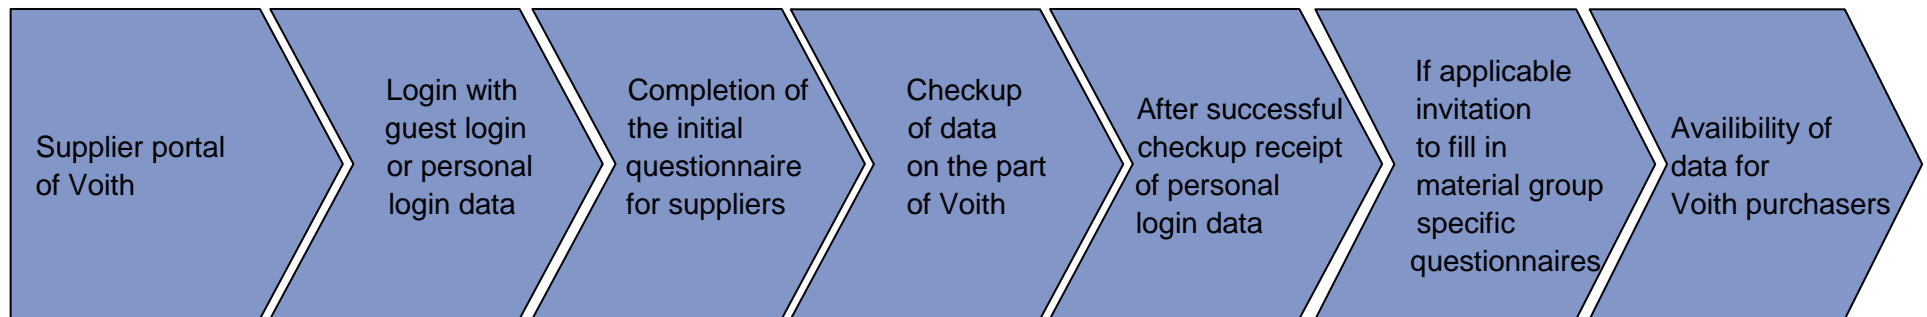 Supplier portal
of Voith
Login with
guest login
or personal
login data
Completion of
the initial
questionnaire
for suppliers
Checkup
of data
on the part
of Voith
After successful
checkup receipt
of personal
login data
If applicable
invitation
to fill in
material group
specific
questionnaires
Availibility of
data for
Voith purchasers